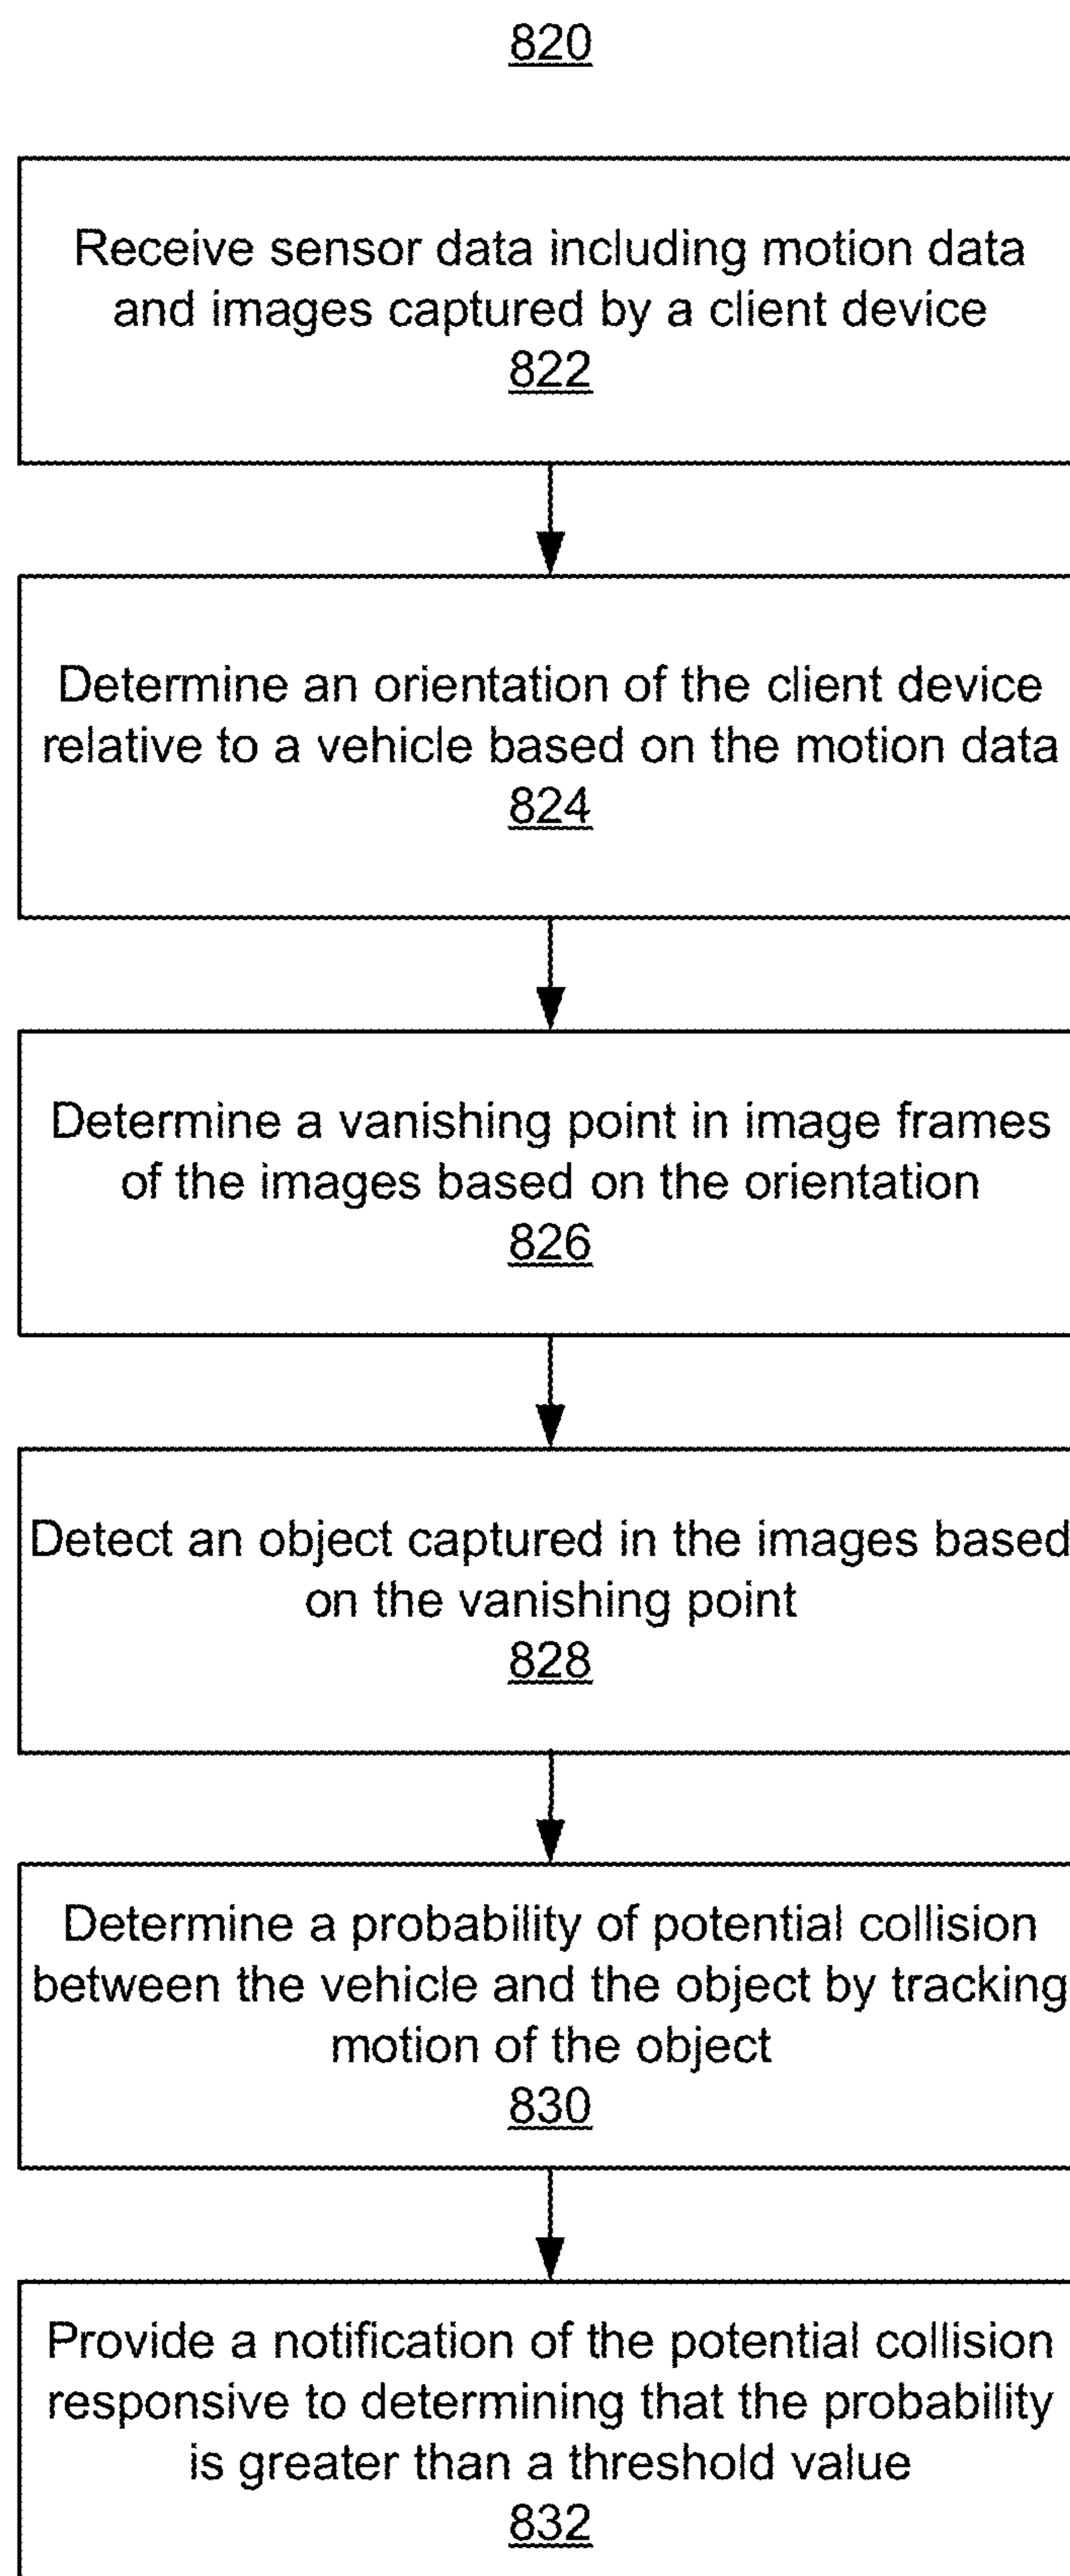 820
Receive sensor data including motion data
and images captured by a client device
822
Determine an orientation of the client device
relative to a vehicle based on the motion data
824
Determine a vanishing point in image frames
of the images based on the orientation
826
Detect an object captured in the images based
on the vanishing point
828
Determine a probability of potential collision
between the vehicle and the object by tracking
motion of the object
830
Provide a notification of the potential collision
responsive to determining that the probability
is greater than a threshold value
832